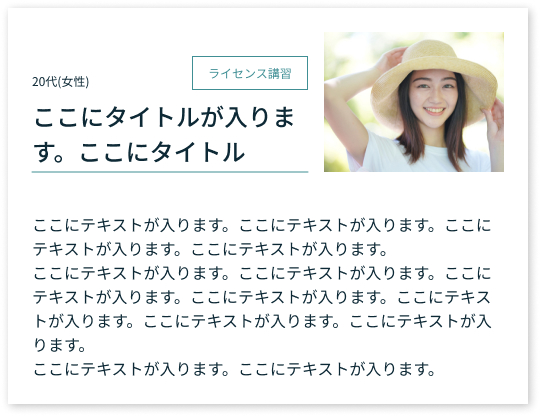 20代(女性)
ライセンス講習
ここにタイトルが入りま
す。ここにタイトル
ここにテキストが入ります。ここにテキストが入ります。ここに
テキストが入ります。ここにテキストが入ります。
ここにテキストが入ります。ここにテキストが入ります。ここに
テキストが入ります。ここにテキストが入ります。ここにテキス
トが入ります。ここにテキストが入ります。ここにテキストが入
ります。
ここにテキストが入ります。ここにテキストが入ります。